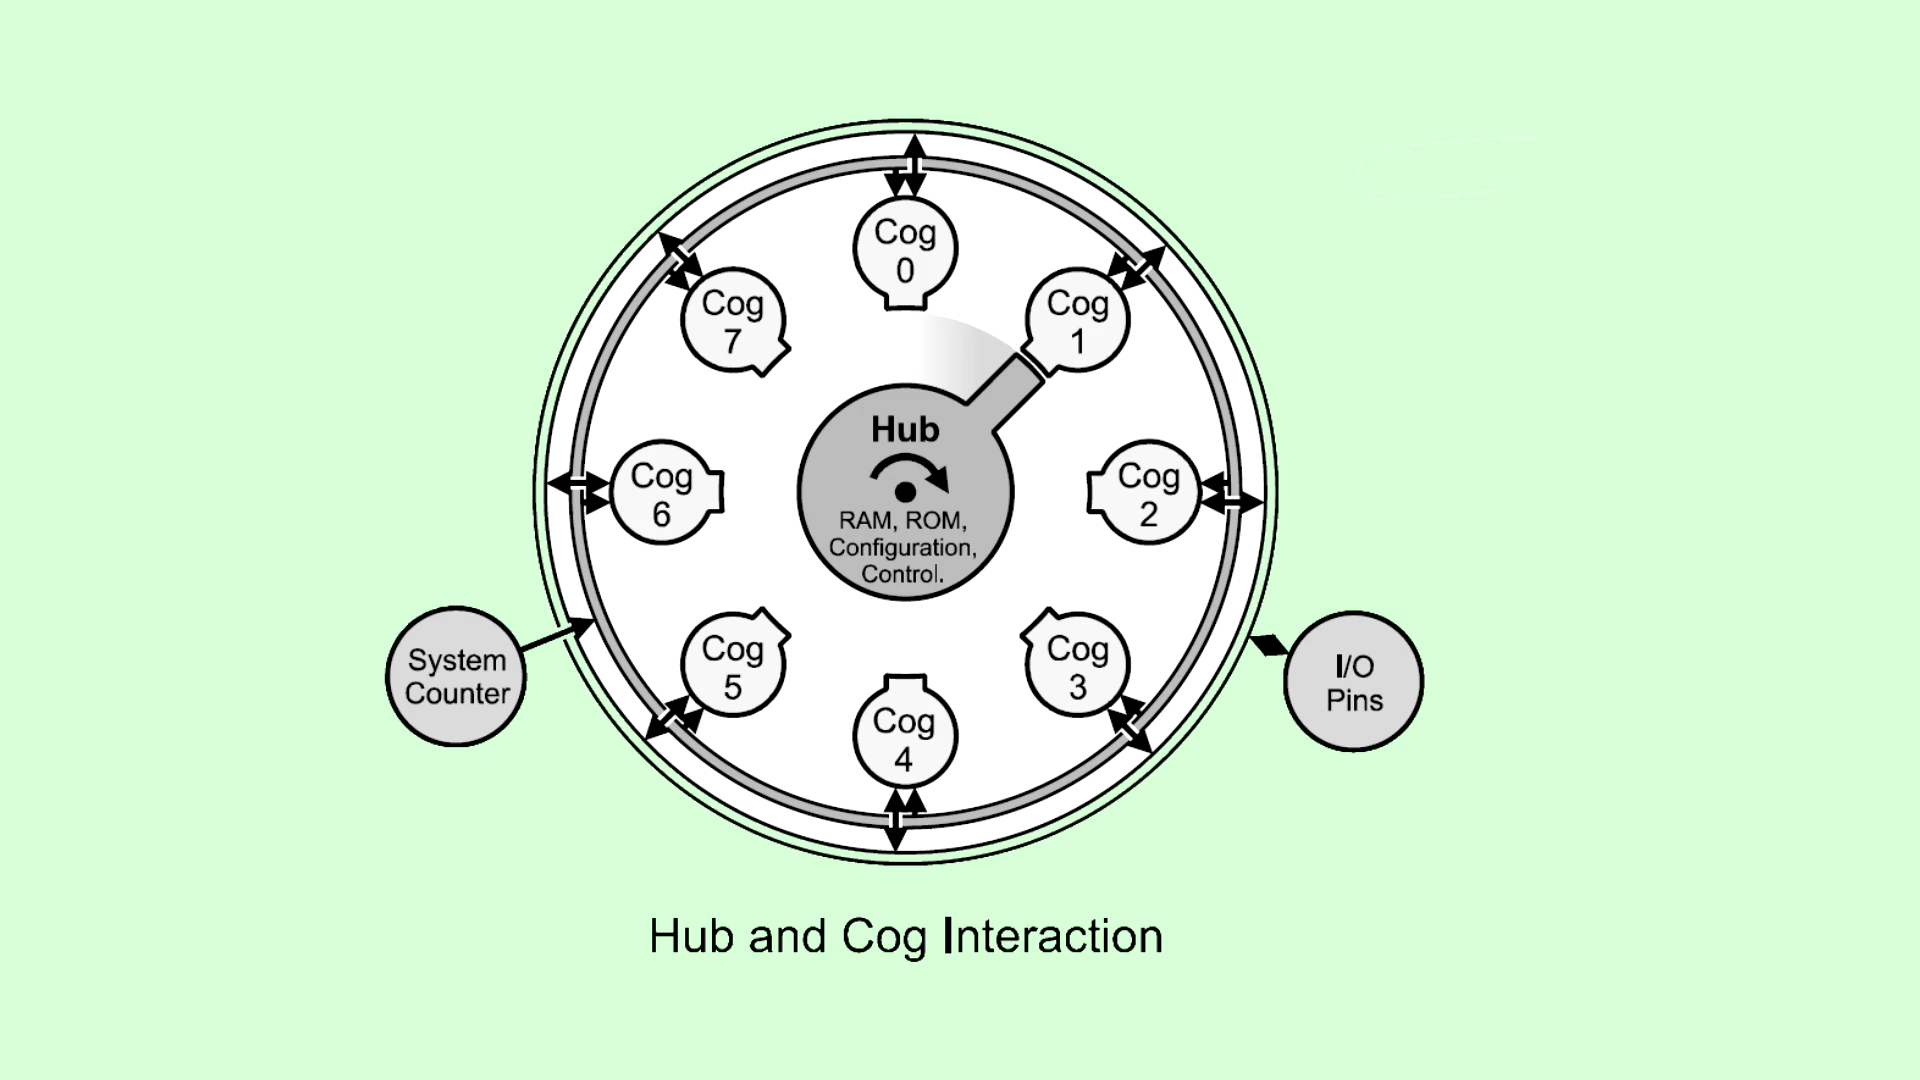 Cog
0
Cog
1
Cog
2
Cog
3
Cog
4
Cog
5
Cog
6
Cog
7
Hub
RAM, ROM,
Configuration,
Control.
System
Counter
I/O
Pins
Hub and Cog Interaction